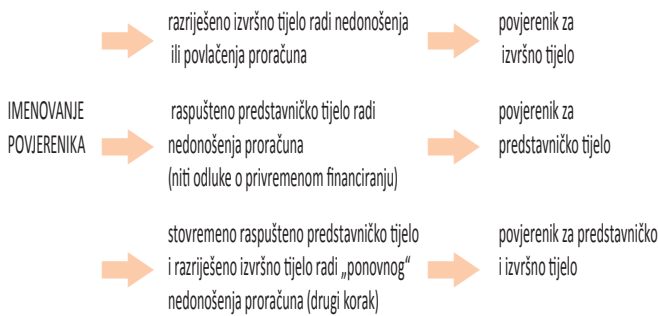 razriješeno izvršno tijelo radi nedonošenja
ili povlačenja proračuna
povjerenik za
izvršno tijelo
IMENOVANJE
POVJERENIKA
raspušteno predstavničko tijelo radi
nedonošenja proračuna
(niti odluke o privremenom financiranju)
povjerenik za
predstavničko tijelo
stovremeno raspušteno predstavničko tijelo
i razriješeno izvršno tijelo radi „ponovnog“
nedonošenja proračuna (drugi korak)
povjerenik za predstavničko
i izvršno tijelo